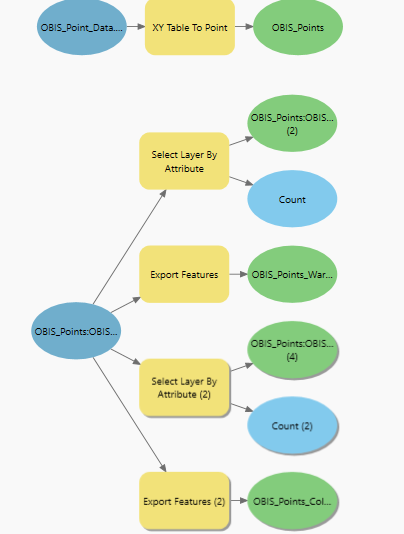 OBIS_Point_Data....
XY Table To Point
OBIS_Points
OBIS_Points:OBIS...
(2)
Select Layer By
Attribute
Count
Export Features
OBIS_Points_War...
OBIS_Points:OBIS...
OBIS_Points:OBIS...
(4)
Select Layer By
Attribute (2)
Count (2)
Export Features (2)
OBIS_Points_Col...